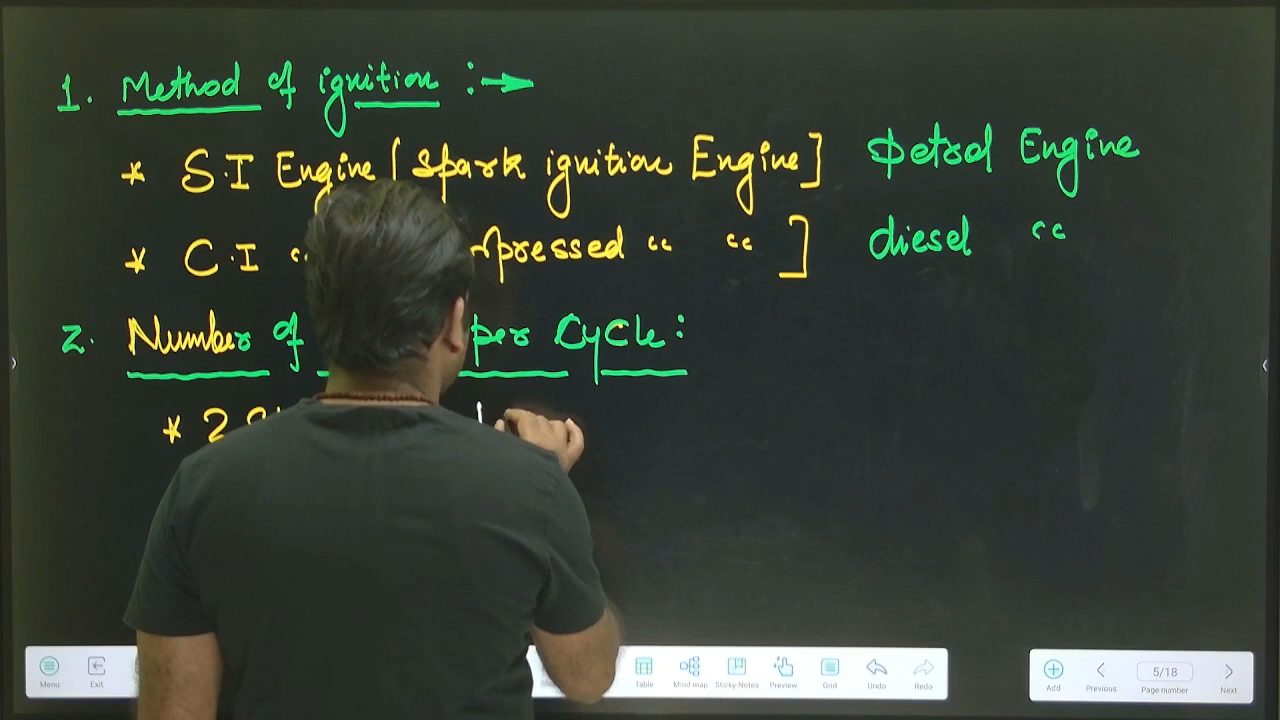 1. Method of ignition :→
* S.I Engine [Spark ignition Engine] Petrol Engine
* C.I “ pressed “ “ ] diesel “
2. Number of per Cycle:
* 2
Menu Exit Table Mind map Sticky Notes Preview Grid Undo Redo Add Previous 5/18 Page number Next